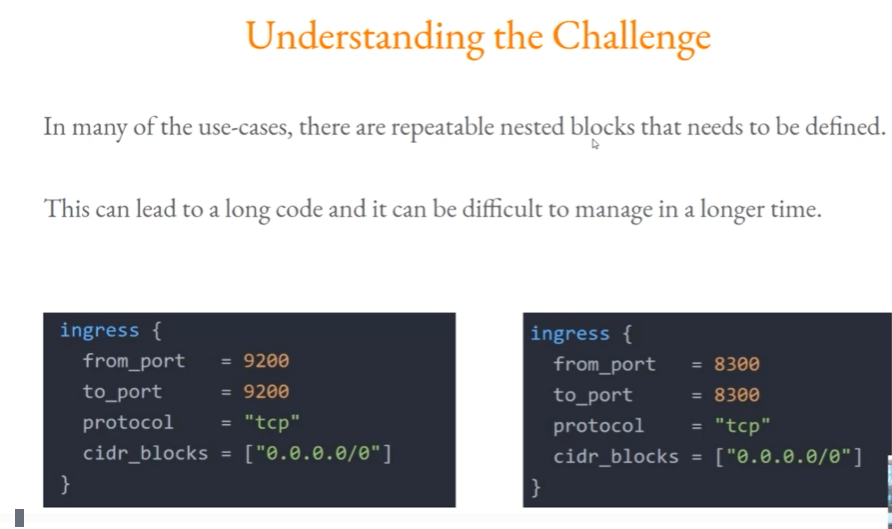 Understanding the Challenge
In many of the use-cases, there are repeatable nested blocks that needs to be defined.
This can lead to a long code and it can be difficult to manage in a longer time.
ingress {
from_port = 9200
to_port = 9200
protocol = "tcp"
cidr_blocks = ["0.0.0.0/0"]
}
ingress {
from_port = 8300
to_port = 8300
protocol = "tcp"
cidr_blocks = ["0.0.0.0/0"]
}